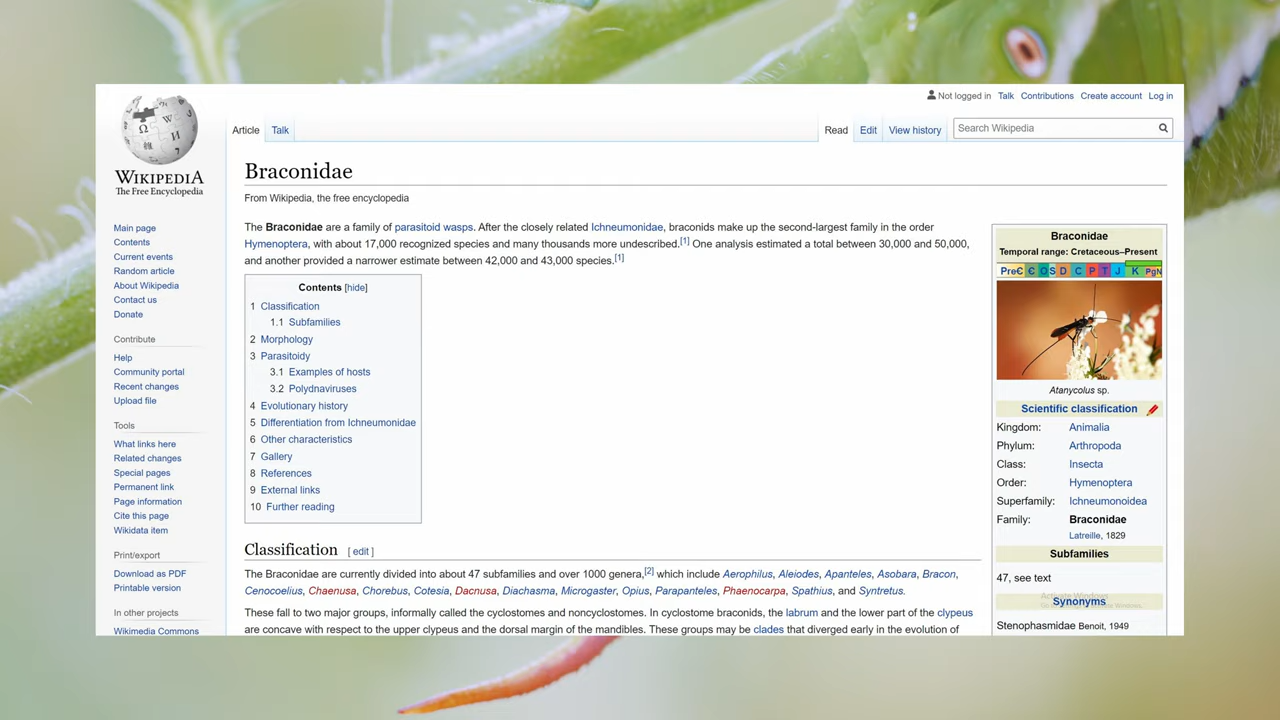 Not logged in Talk Contributions Create account Log in
Article Talk Read Edit View history Search Wikipedia
WIKIPEDIA
The Free Encyclopedia
Main page
Contents
Current events
Random article
About Wikipedia
Contact us
Donate
Contribute
Help
Community portal
Recent changes
Upload file
Tools
What links here
Related changes
Special pages
Permanent link
Page information
Cite this page
Wikidata item
Print/export
Download as PDF
Printable version
In other projects
Wikimedia Commons
Braconidae
From Wikipedia, the free encyclopedia
The Braconidae are a family of parasitoid wasps. After the closely related Ichneumonidae, braconids make up the second-largest family in the order
Hymenoptera, with about 17,000 recognized species and many thousands more undescribed.[1] One analysis estimated a total between 30,000 and 50,000,
and another provided a narrower estimate between 42,000 and 43,000 species.[1]
Contents [hide]
1 Classification
1.1 Subfamilies
2 Morphology
3 Parasitoidy
3.1 Examples of hosts
3.2 Polydnaviruses
4 Evolutionary history
5 Differentiation from Ichneumonidae
6 Other characteristics
7 Gallery
8 References
9 External links
10 Further reading
Classification [ edit ]
The Braconidae are currently divided into about 47 subfamilies and over 1000 genera,[2] which include Aerophilus, Aleiodes, Apanteles, Asobara, Bracon,
Cenocoelius, Chaenusa, Chorebus, Cotesia, Dacnusa, Diachasma, Microgaster, Opius, Parapanteles, Phaenocarpa, Spathius, and Syntretus.
These fall to two major groups, informally called the cyclostomes and noncyclostomes. In cyclostome braconids, the labrum and the lower part of the clypeus
are concave with respect to the upper clypeus and the dorsal margin of the mandibles. These groups may be clades that diverged early in the evolution of
Braconidae
Temporal range: Cretaceous–Present
PreꞒ Ꞓ O S D C P T J K PgN
Atanycolus sp.
Scientific classification
Kingdom: Animalia
Phylum: Arthropoda
Class: Insecta
Order: Hymenoptera
Superfamily: Ichneumonoidea
Family: Braconidae
Latreille, 1829
Subfamilies
47, see text
Activate Windows
Synonyms
Stenophasmidae Benoit, 1949